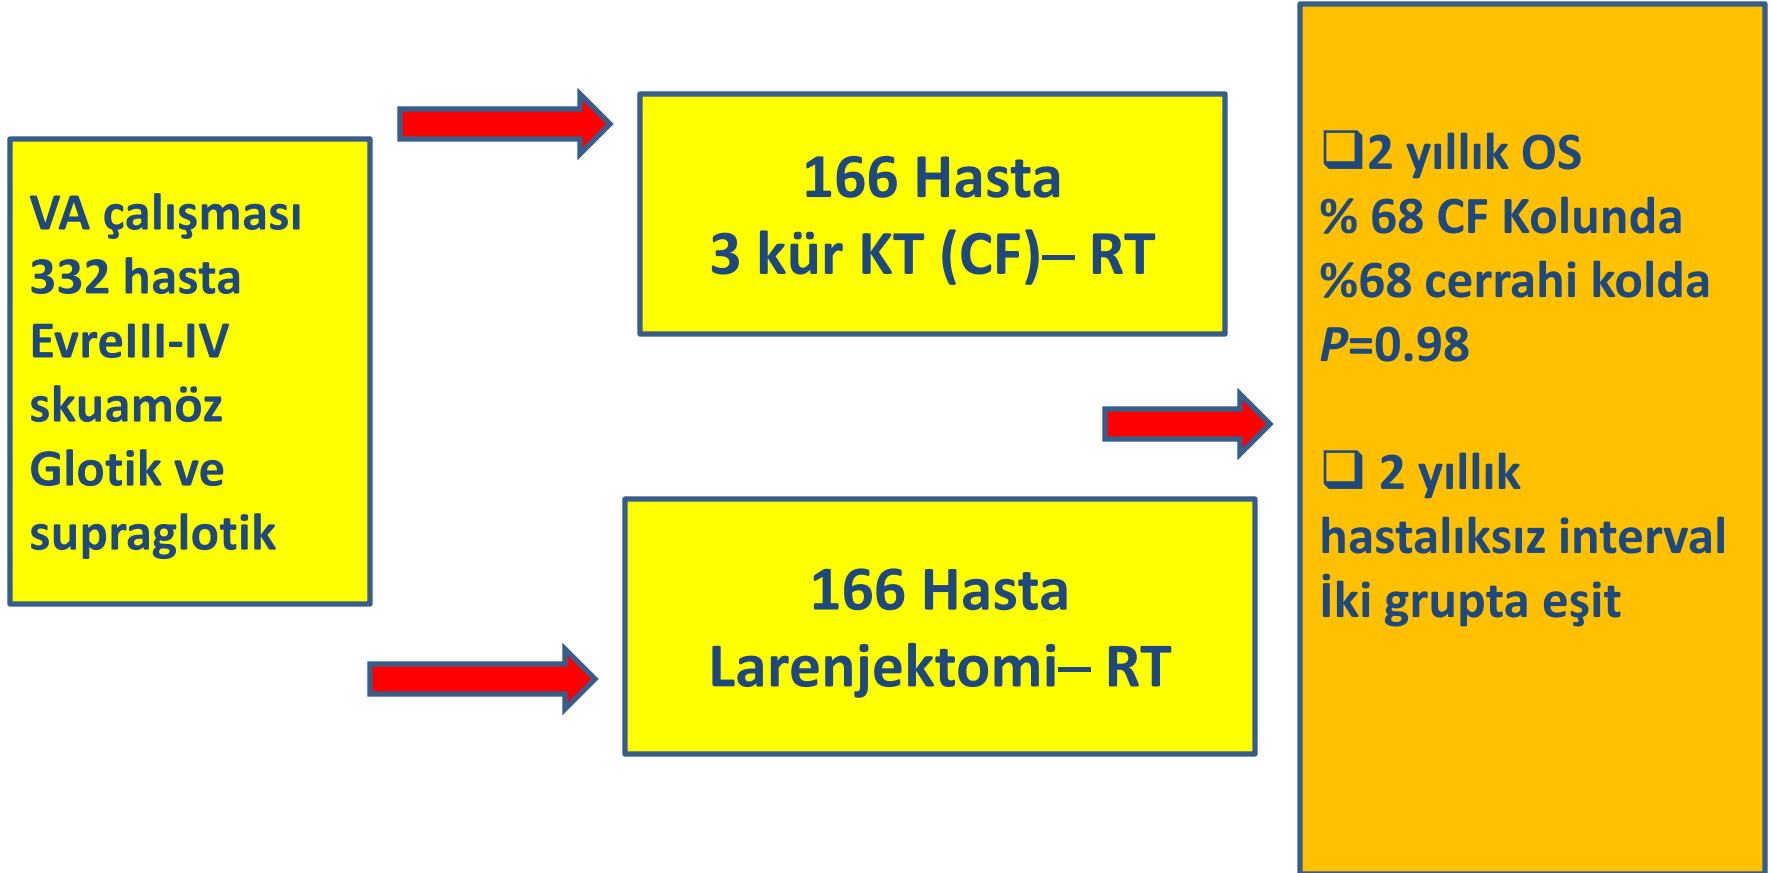 VA çalışması
332 hasta
EvreIII-IV
skuamöz
Glotik ve
supraglotik
166 Hasta
3 kür KT (CF)– RT
166 Hasta
Larenjektomi– RT
❑2 yıllık OS
% 68 CF Kolunda
%68 cerrahi kolda
P=0.98
❑ 2 yıllık
hastalıksız interval
İki grupta eşit